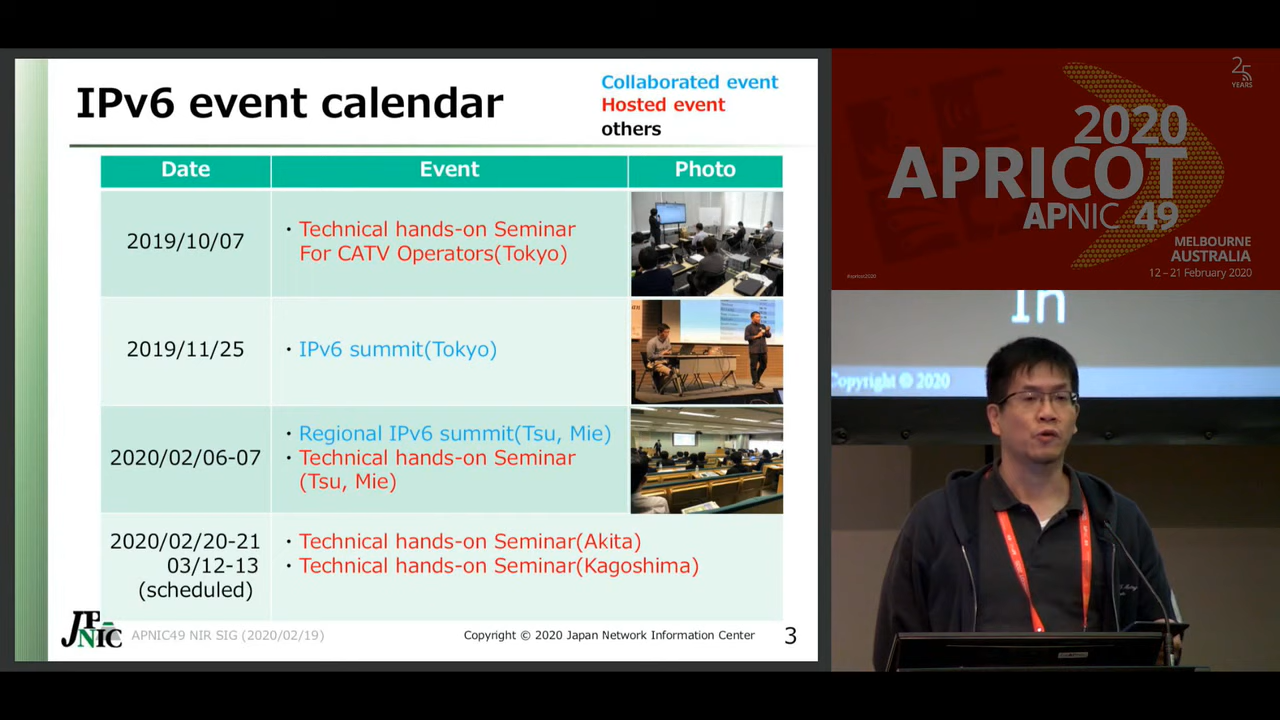 IPv6 event calendar
Collaborated event
Hosted event
others
Date Event Photo
2019/10/07
・Technical hands-on Seminar
For CATV Operators(Tokyo)
2019/11/25
・IPv6 summit(Tokyo)
2020/02/06-07
・Regional IPv6 summit(Tsu, Mie)
・Technical hands-on Seminar
(Tsu, Mie)
2020/02/20-21
03/12-13
(scheduled)
・Technical hands-on Seminar(Akita)
・Technical hands-on Seminar(Kagoshima)
JPNIC
APNIC49 NIR SIG (2020/02/19)
Copyright © 2020 Japan Network Information Center
3
25
YEARS
2020
APRICOT
APNIC 49
MELBOURNE
AUSTRALIA
12 – 21 February 2020
#apricot2020
In
Copyright © 2020